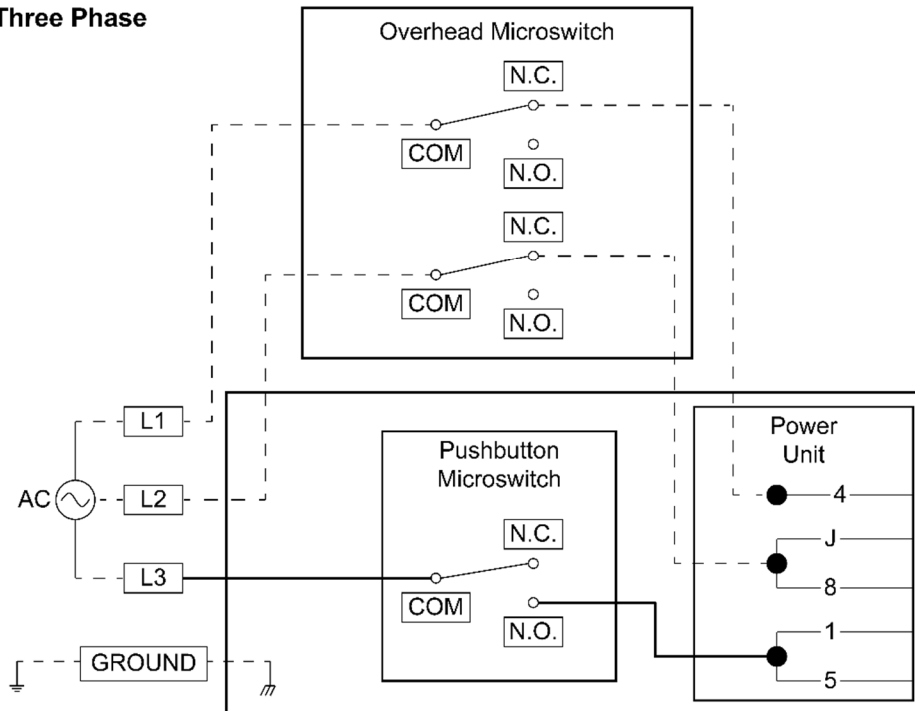 Three Phase
Overhead Microswitch
N.C.
COM
N.O.
N.C.
COM
N.O.
L1
Power
Unit
Pushbutton
Microswitch
AC
L2
4
N.C.
J
L3
8
COM
N.O.
1
GROUND
5